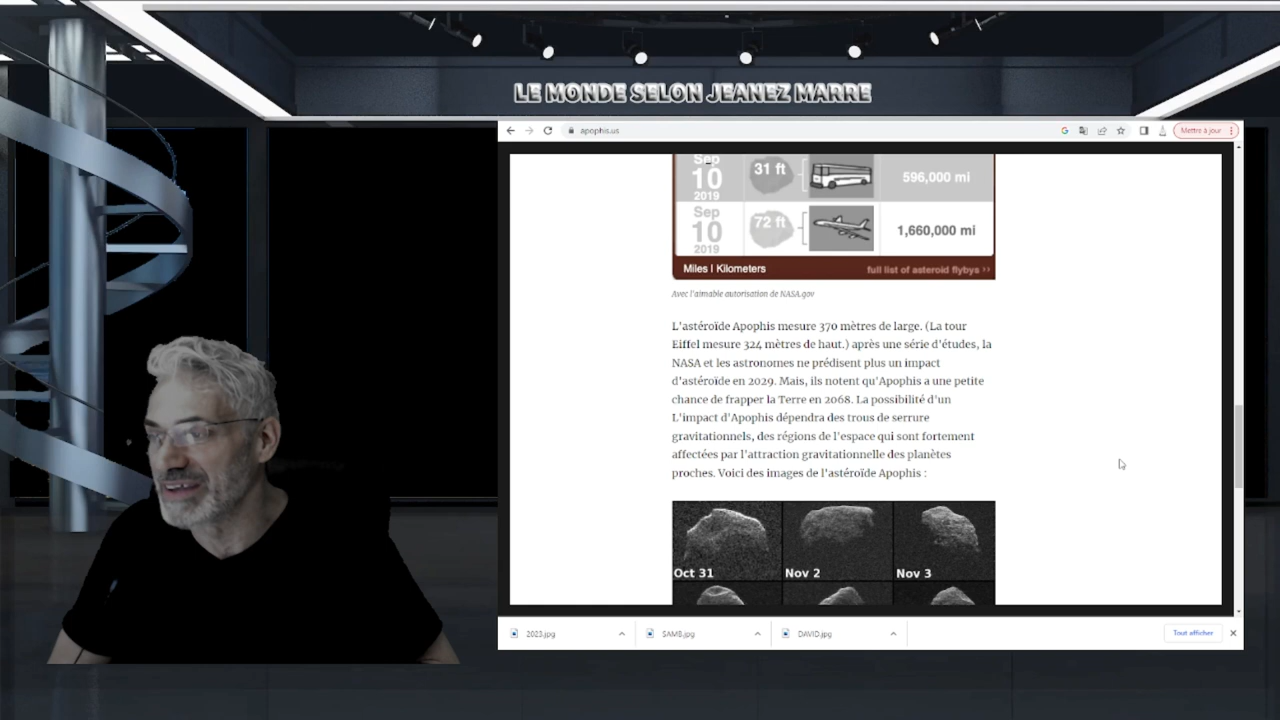 LE MONDE SELON JEANEZ MARRE
apophis.us
Mettre à jour
Sep
10
2019
31 ft
596,000 mi
Sep
10
2019
72 ft
1,660,000 mi
Miles | Kilometers
full list of asteroid flybys
Avec l'aimable autorisation de NASA.gov
L'astéroïde Apophis mesure 370 mètres de large. (La tour
Eiffel mesure 324 mètres de haut.) après une série d'études, la
NASA et les astronomes ne prédisent plus un impact
d'astéroïde en 2029. Mais, ils notent qu'Apophis a une petite
chance de frapper la Terre en 2068. La possibilité d'un
L'impact d'Apophis dépendra des trous de serrure
gravitationnels, des régions de l'espace qui sont fortement
affectées par l'attraction gravitationnelle des planètes
proches. Voici des images de l'astéroïde Apophis :
Oct 31
Nov 2
Nov 3
2023.jpg
SAMB.jpg
DAVID.jpg
Tout afficher